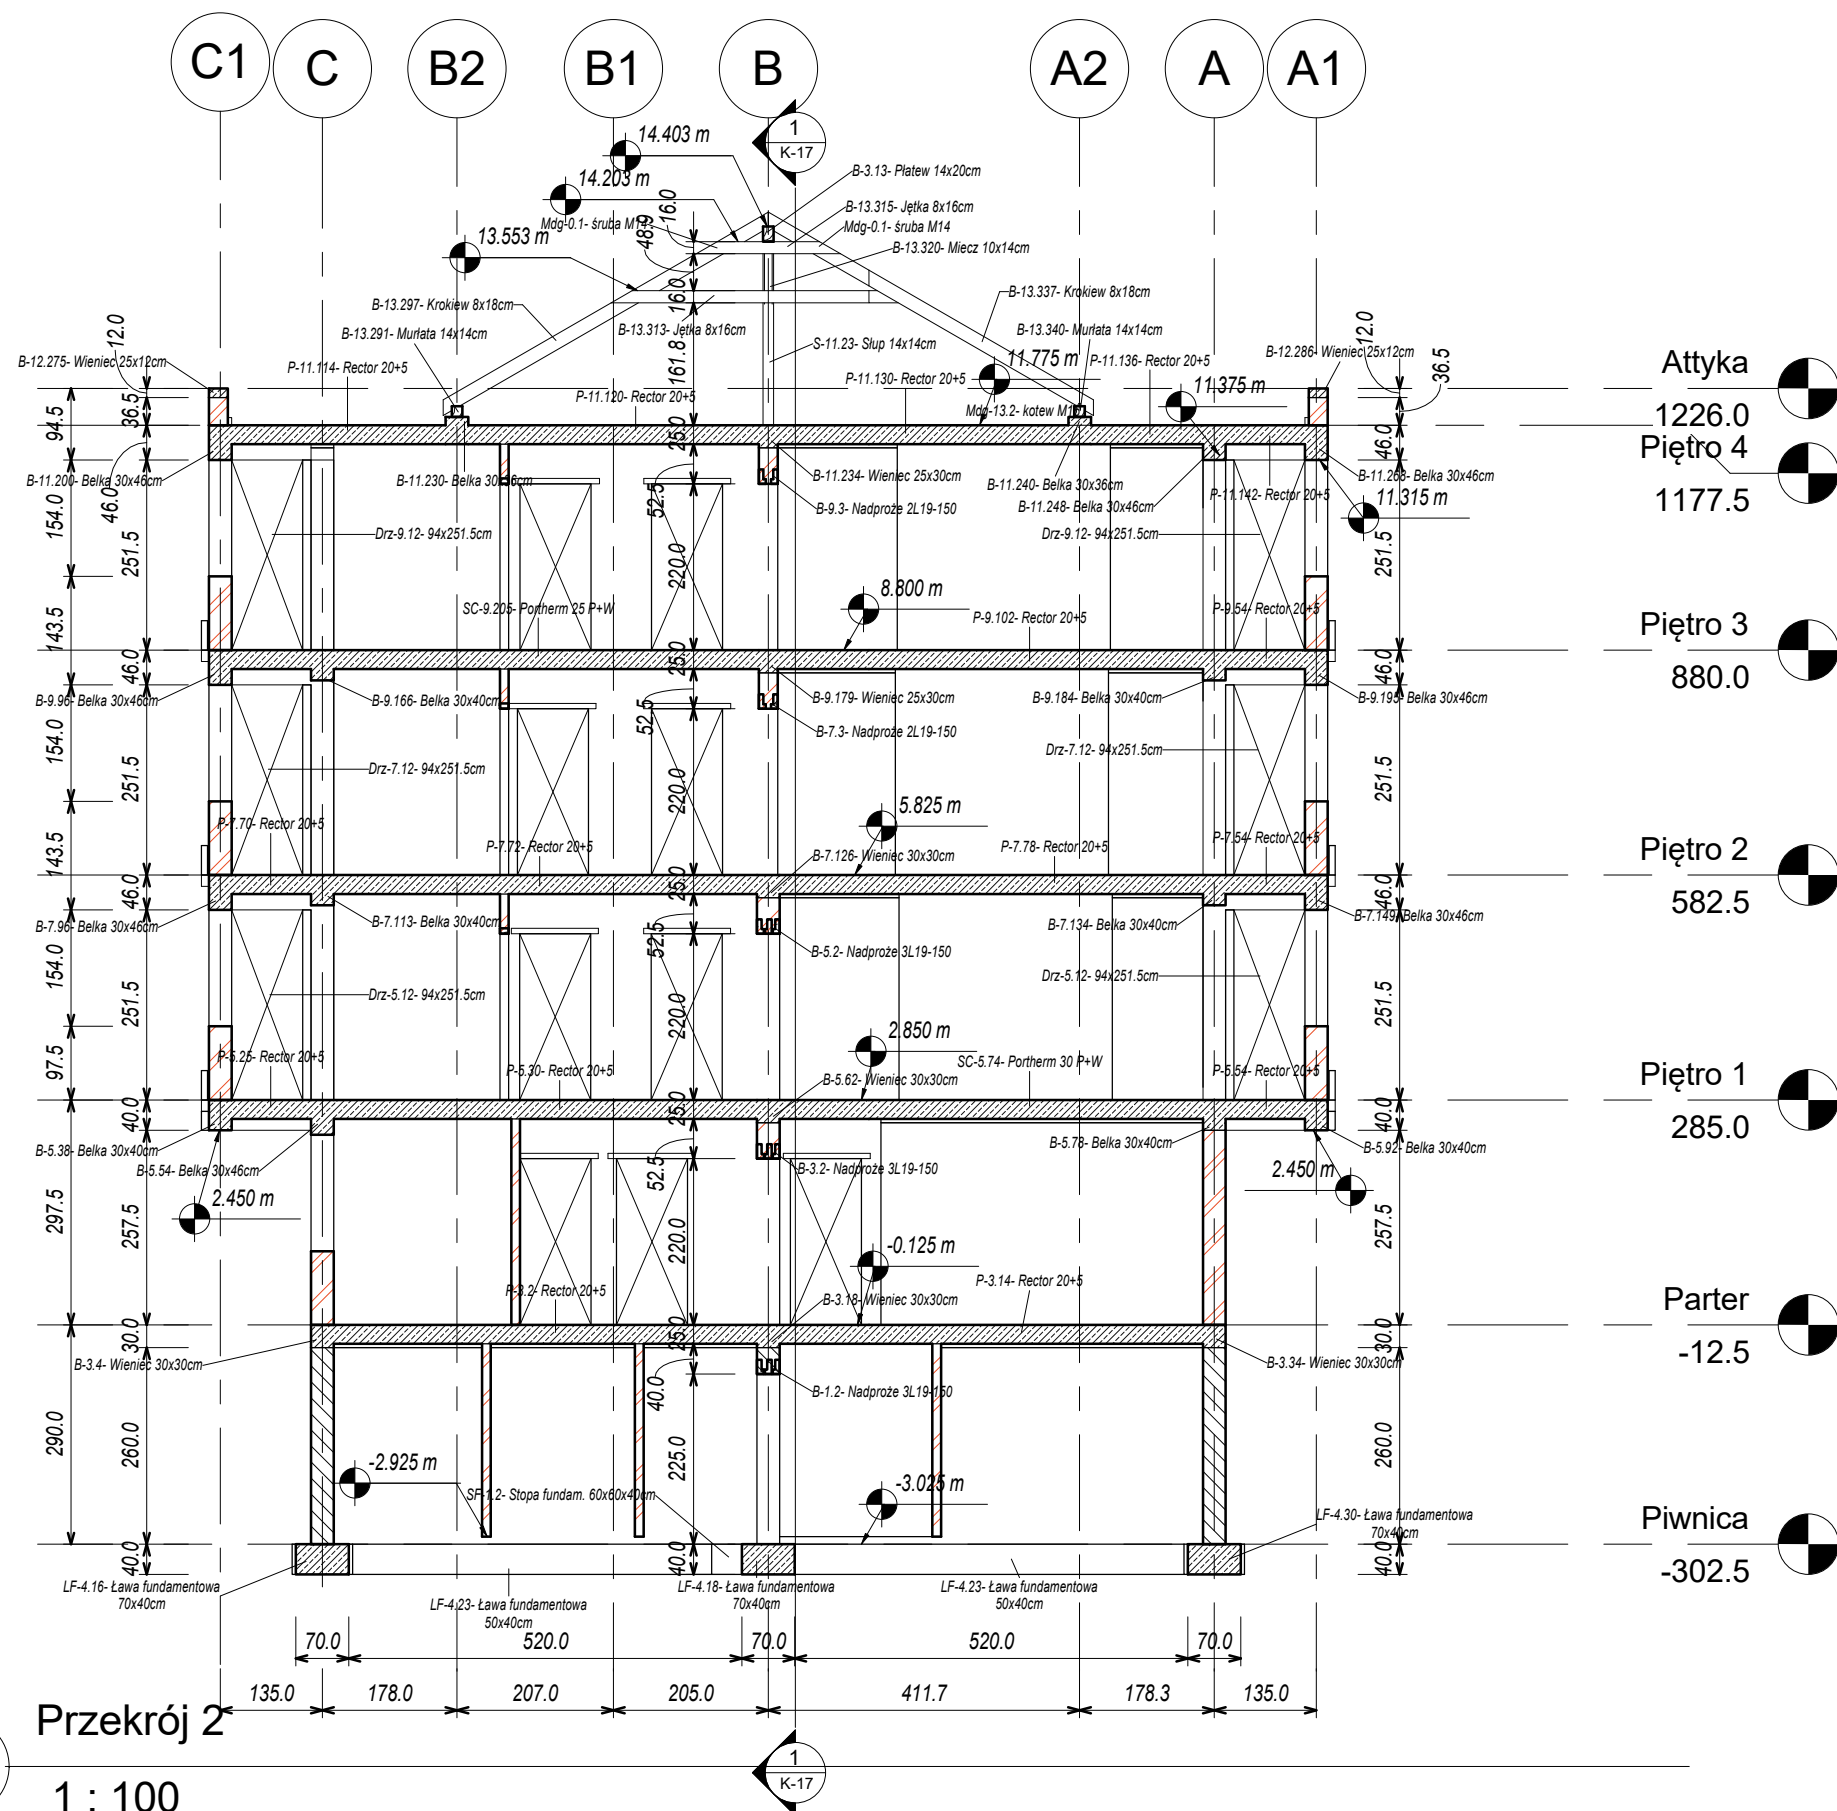 C1 C B2 B1 B A2 A A1
1
K-17
14.403 m
14.203 m
13.553 m
B-3.13- Płatew 14x20cm
B-13.315- Jętka 8x16cm
Mdg-0.1- śruba M14
Mdg-0.1- śruba M14
B-13.320- Miecz 10x14cm
16.0
48.9
16.0
161.8
B-13.297- Krokiew 8x18cm
B-13.337- Krokiew 8x18cm
B-13.291- Murłata 14x14cm
B-13.313- Jętka 8x16cm
B-13.340- Murłata 14x14cm
S-11.23- Słup 14x14cm
12.0
12.0
36.5
B-12.275- Wieniec 25x12cm
P-11.114- Rector 20+5
11.775 m
P-11.136- Rector 20+5
B-12.286- Wieniec 25x12cm
P-11.120- Rector 20+5
P-11.130- Rector 20+5
11.375 m
Mdg-13.2- kotew M1
Attyka
1226.0
Piętro 4
1177.5
94.5
36.5
25.0
46.0
B-11.200- Belka 30x46cm
B-11.230- Belka 30x36cm
B-11.234- Wieniec 25x30cm
B-11.240- Belka 30x36cm
B-11.268- Belka 30x46cm
P-11.142- Rector 20+5
11.315 m
B-9.3- Nadproże 2L19-150
B-11.248- Belka 30x46cm
46.0
52.5
154.0
251.5
Drz-9.12- 94x251.5cm
220.0
Drz-9.12- 94x251.5cm
251.5
8.800 m
143.5
SC-9.205- Portherm 25 P+W
P-9.102- Rector 20+5
P-9.54- Rector 20+5
Piętro 3
880.0
46.0
25.0
46.0
B-9.96- Belka 30x46cm
B-9.166- Belka 30x40cm
B-9.179- Wieniec 25x30cm
B-9.184- Belka 30x40cm
B-9.195- Belka 30x46cm
52.5
B-7.3- Nadproże 2L19-150
154.0
251.5
Drz-7.12- 94x251.5cm
220.0
Drz-7.12- 94x251.5cm
251.5
5.825 m
143.5
P-7.70- Rector 20+5
P-7.72- Rector 20+5
B-7.126- Wieniec 30x30cm
P-7.78- Rector 20+5
P-7.54- Rector 20+5
Piętro 2
582.5
46.0
25.0
46.0
B-7.96- Belka 30x46cm
B-7.113- Belka 30x40cm
B-7.134- Belka 30x40cm
B-7.149- Belka 30x46cm
52.5
B-5.2- Nadproże 3L19-150
154.0
251.5
Drz-5.12- 94x251.5cm
220.0
Drz-5.12- 94x251.5cm
251.5
2.850 m
97.5
P-5.25- Rector 20+5
P-5.30- Rector 20+5
B-5.62- Wieniec 30x30cm
SC-5.74- Portherm 30 P+W
P-5.54- Rector 20+5
Piętro 1
285.0
40.0
25.0
40.0
B-5.38- Belka 30x40cm
B-5.54- Belka 30x46cm
52.5
B-3.2- Nadproże 3L19-150
B-5.78- Belka 30x40cm
B-5.92- Belka 30x40cm
2.450 m
2.450 m
297.5
257.5
220.0
257.5
-0.125 m
P-3.2- Rector 20+5
B-3.18- Wieniec 30x30cm
P-3.14- Rector 20+5
Parter
-12.5
30.0
25.0
30.0
B-3.4- Wieniec 30x30cm
B-3.34- Wieniec 30x30cm
40.0
B-1.2- Nadproże 3L19-150
290.0
260.0
225.0
260.0
-2.925 m
-3.025 m
SF-1.2- Stopa fundam. 60x60x40cm
LF-4.30- Ława fundamentowa
70x40cm
Piwnica
-302.5
40.0
40.0
40.0
LF-4.16- Ława fundamentowa
70x40cm
LF-4.23- Ława fundamentowa
50x40cm
LF-4.18- Ława fundamentowa
70x40cm
LF-4.23- Ława fundamentowa
50x40cm
70.0 520.0 70.0 520.0 70.0
135.0 178.0 207.0 205.0 411.7 178.3 135.0
Przekrój 2
1 : 100
1
K-17